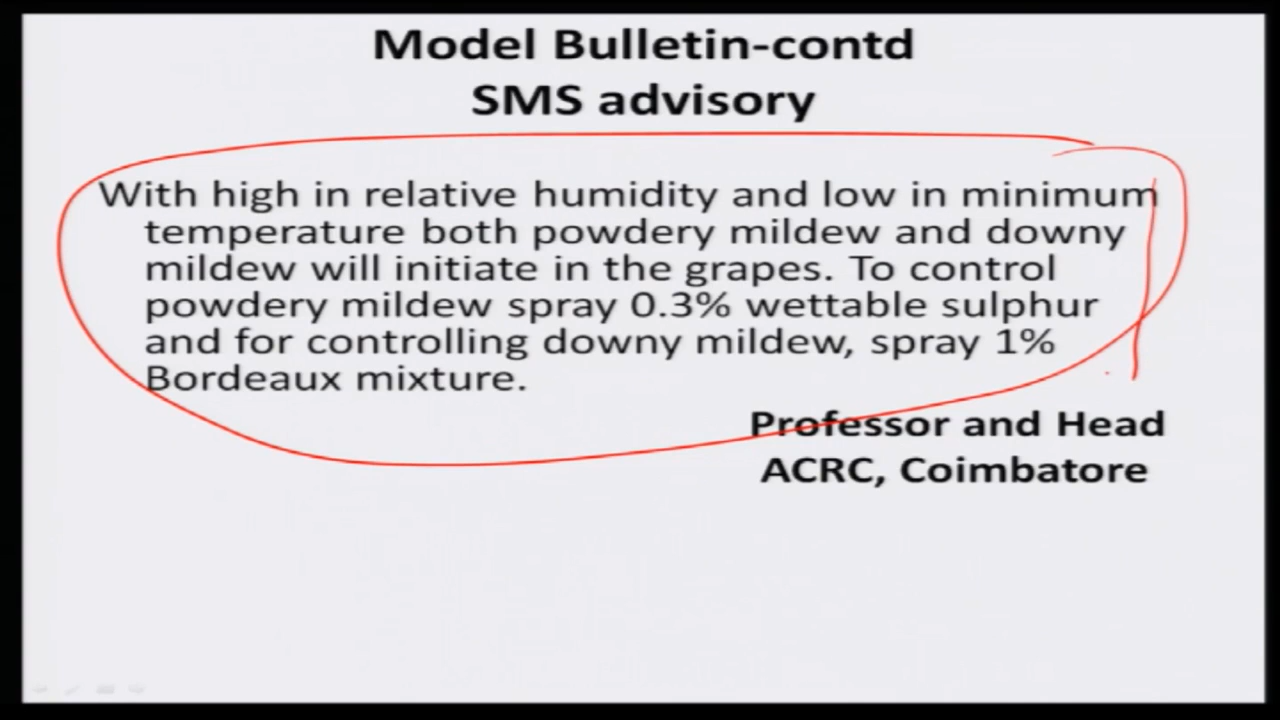 Model Bulletin-contd
SMS advisory
With high in relative humidity and low in minimum
temperature both powdery mildew and downy
mildew will initiate in the grapes. To control
powdery mildew spray 0.3% wettable sulphur
and for controlling downy mildew, spray 1%
Bordeaux mixture.
Professor and Head
ACRC, Coimbatore